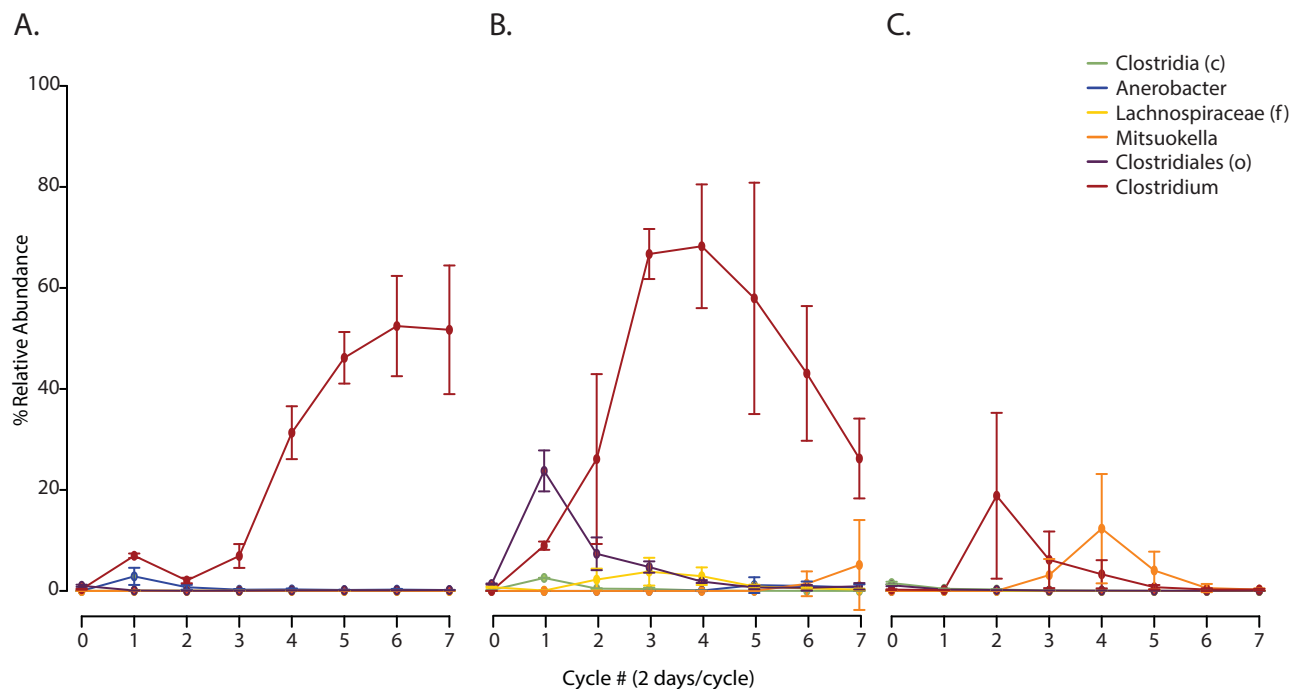 A.
B.
C.
Clostridia (c)
Anerobacter
Lachnospiraceae (f)
Mitsuokella
Clostridiales (o)
Clostridium
100
80
60
40
20
0
% Relative Abundance
0 1 2 3 4 5 6 7 0 1 2 3 4 5 6 7 0 1 2 3 4 5 6 7
Cycle # (2 days/cycle)